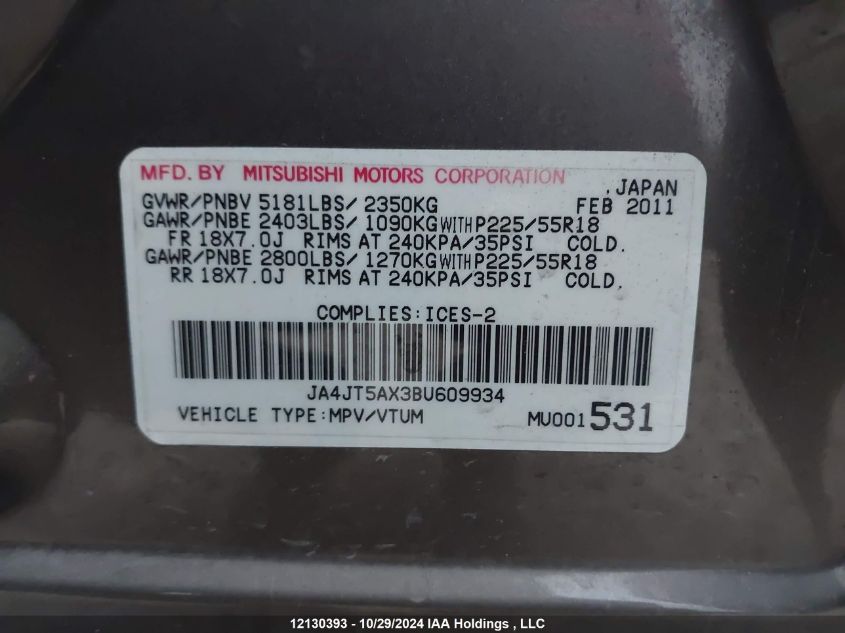 MFD. BY MITSUBISHI MOTORS CORPORATION
, JAPAN
GVWR/PNBV 5181LBS/ 2350KG FEB 2011
GAWR/PNBE 2403LBS/ 1090KG WITH P225/55R18
FR 18X7.0J RIMS AT 240KPA/35PSI COLD.
GAWR/PNBE 2800LBS/ 1270KG WITH P225/55R18
RR 18X7.0J RIMS AT 240KPA/35PSI COLD.
COMPLIES:ICES-2
JA4JT5AX3BU609934
VEHICLE TYPE:MPV/VTUM MU001531
12130393 - 10/29/2024 IAA Holdings , LLC